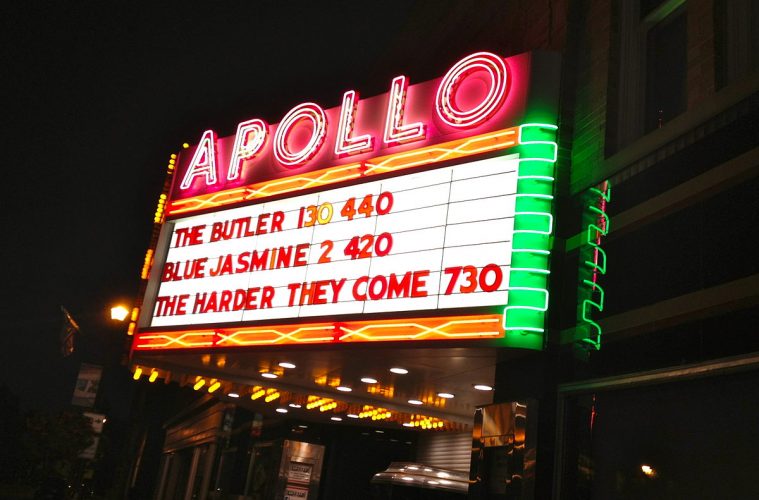 APOLLO
THE BUTLER 130 440
BLUE JASMINE 2 420
THE HARDER THEY COME 730